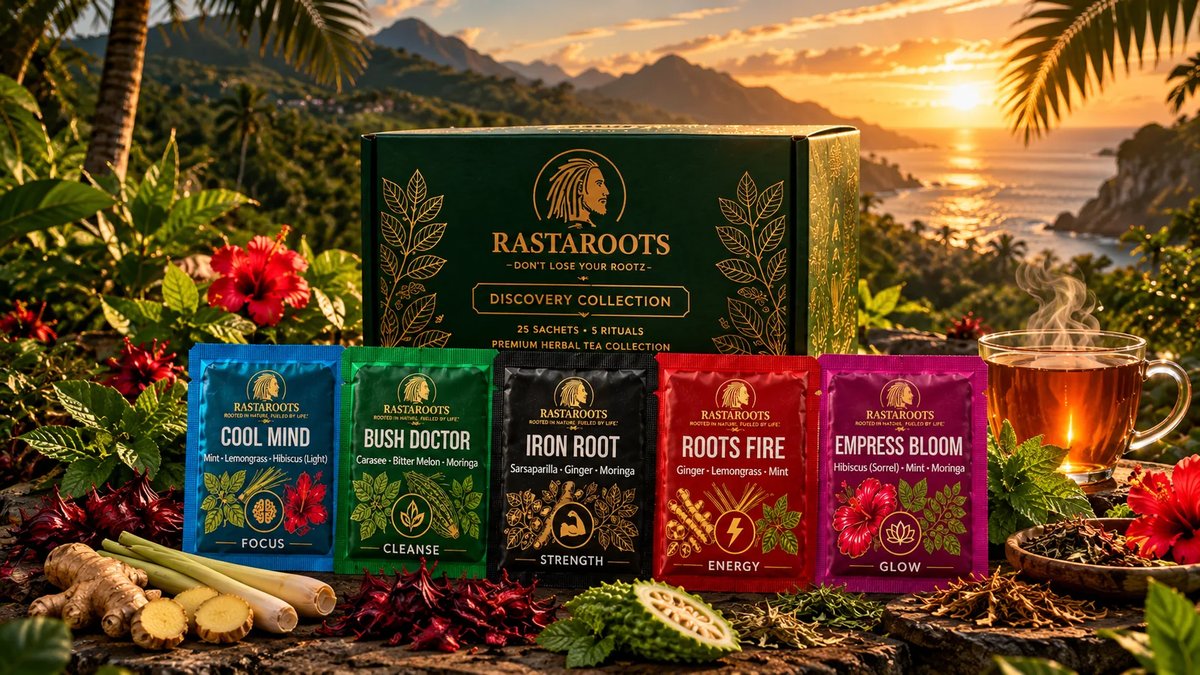 RASTAROOTS
-DON'T LOSE YOUR ROOTZ-
DISCOVERY COLLECTION
25 SACHETS • 5 RITUALS
PREMIUM HERBAL TEA COLLECTION
RASTAROOTS
ROOTED IN NATURE. FUELED BY LIFE.
COOL MIND
Mint • Lemongrass • Hibiscus (Light)
FOCUS
RASTAROOTS
ROOTED IN NATURE. FUELED BY LIFE.
BUSH DOCTOR
Carasee • Bitter Melon • Moringa
CLEANSE
RASTAROOTS
ROOTED IN NATURE. FUELED BY LIFE.
IRON ROOT
Sarsaparilla • Ginger • Moringa
STRENGTH
RASTAROOTS
ROOTED IN NATURE. FUELED BY LIFE.
ROOTS FIRE
Ginger • Lemongrass • Mint
ENERGY
RASTAROOTS
ROOTED IN NATURE. FUELED BY LIFE.
EMPRESS BLOOM
Hibiscus (Sorrel) • Mint • Moringa
GLOW